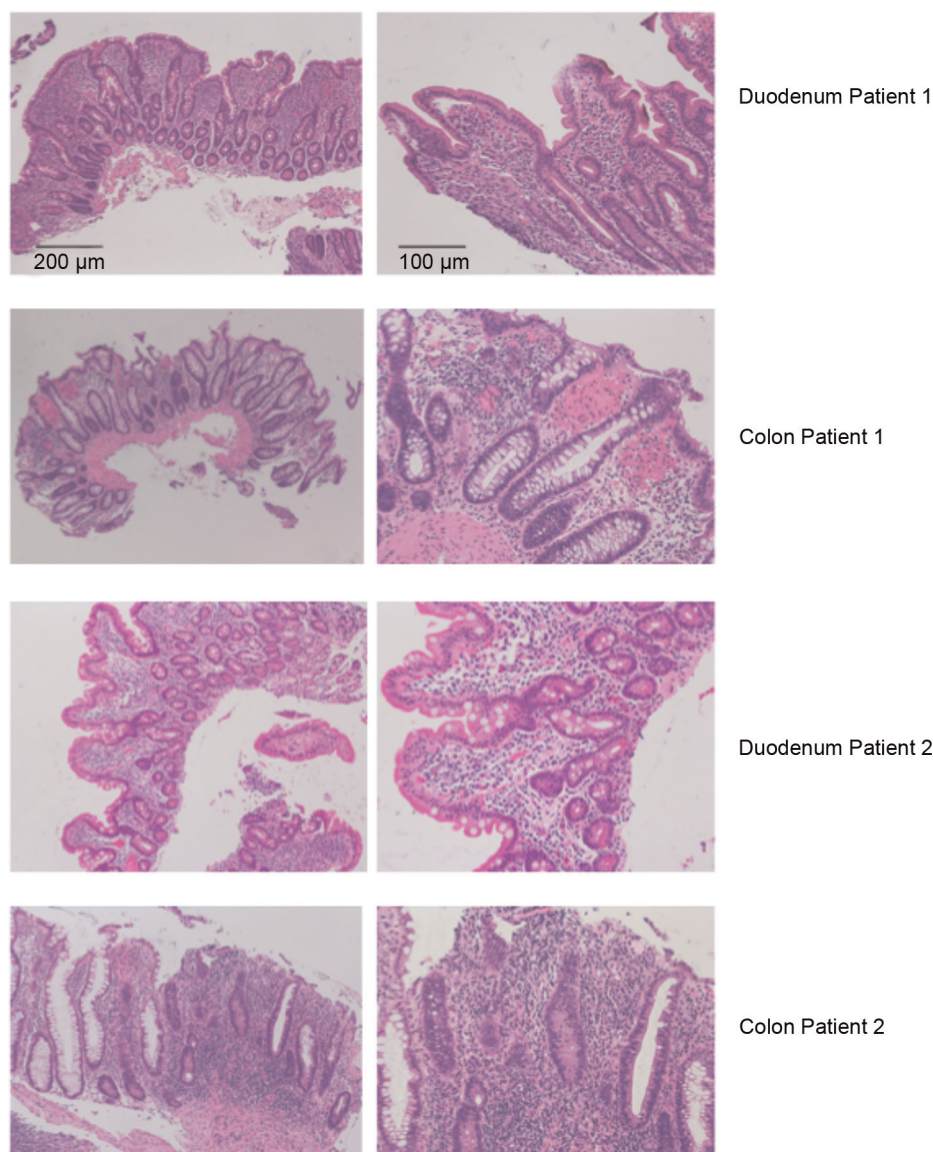 Duodenum Patient 1
200 µm
100 µm
Colon Patient 1
Duodenum Patient 2
Colon Patient 2